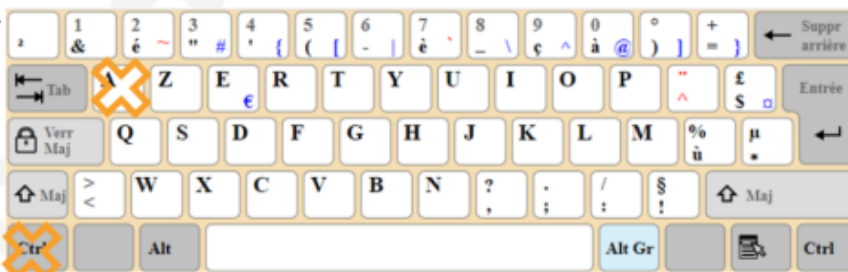 ² 1 & 2 é ~ 3 " # 4 ' { 5 ( [ 6 - | 7 è ` 8 _ \ 9 ç ^ 0 à @ ° ) ] + = } Suppr arrière
Tab A Z E € R T Y U I O P ¨ ^ £ $ ¤ Entrée
Verr Maj Q S D F G H J K L M % ù µ *
Maj > < W X C V B N ? , . ; / : § ! Maj
Ctrl Alt Alt Gr Ctrl